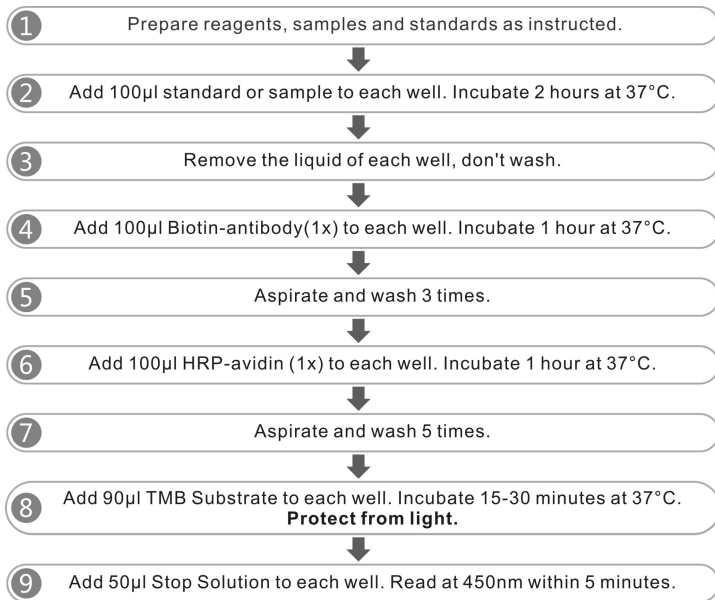 1 Prepare reagents, samples and standards as instructed.
2 Add 100μl standard or sample to each well. Incubate 2 hours at 37°C.
3 Remove the liquid of each well, don't wash.
4 Add 100μl Biotin-antibody(1x) to each well. Incubate 1 hour at 37°C.
5 Aspirate and wash 3 times.
6 Add 100μl HRP-avidin (1x) to each well. Incubate 1 hour at 37°C.
7 Aspirate and wash 5 times.
8 Add 90μl TMB Substrate to each well. Incubate 15-30 minutes at 37°C.
Protect from light.
9 Add 50μl Stop Solution to each well. Read at 450nm within 5 minutes.